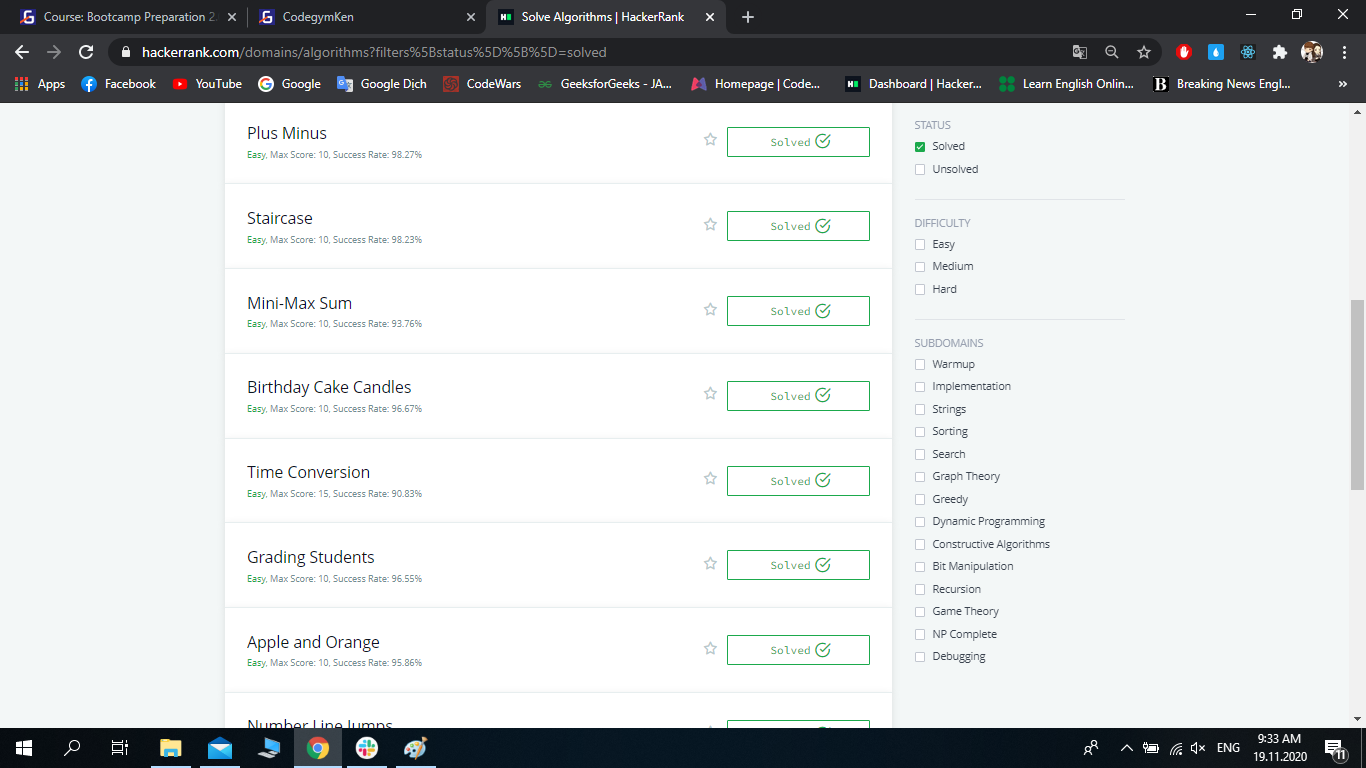 Course: Bootcamp Preparation 2.
CodegymKen
Solve Algorithms | HackerRank
hackerrank.com/domains/algorithms?filters%5Bstatus%5D%5B%5D=solved
Apps
Facebook
YouTube
Google
Google Dịch
CodeWars
GeeksforGeeks - JA...
Homepage | Code...
Dashboard | Hacker...
Learn English Onlin...
B Breaking News Engl...
Plus Minus
Easy, Max Score: 10, Success Rate: 98.27%
Solved
Staircase
Easy, Max Score: 10, Success Rate: 98.23%
Solved
Mini-Max Sum
Easy, Max Score: 10, Success Rate: 93.76%
Solved
Birthday Cake Candles
Easy, Max Score: 10, Success Rate: 96.67%
Solved
Time Conversion
Easy, Max Score: 15, Success Rate: 90.83%
Solved
Grading Students
Easy, Max Score: 10, Success Rate: 96.55%
Solved
Apple and Orange
Easy, Max Score: 10, Success Rate: 95.86%
Solved
Number Line Jumps
STATUS
Solved
Unsolved
DIFFICULTY
Easy
Medium
Hard
SUBDOMAINS
Warmup
Implementation
Strings
Sorting
Search
Graph Theory
Greedy
Dynamic Programming
Constructive Algorithms
Bit Manipulation
Recursion
Game Theory
NP Complete
Debugging
ENG
9:33 AM
19.11.2020
11